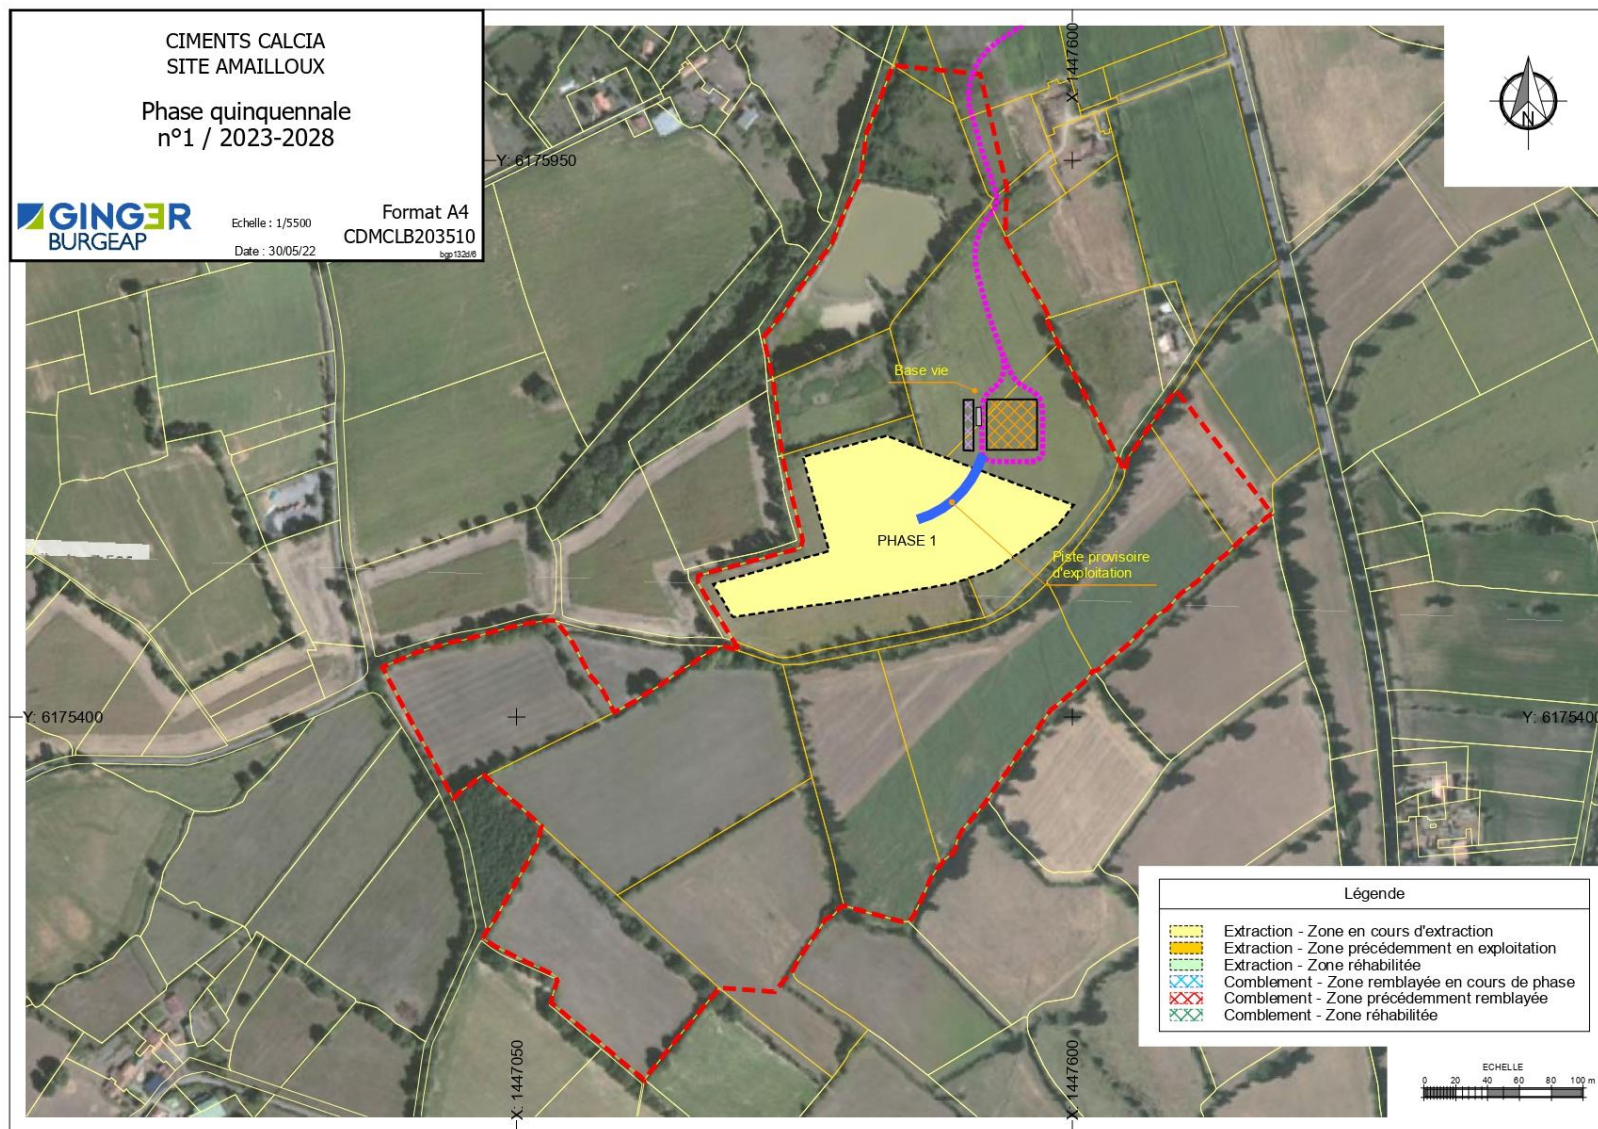 CIMENTS CALCIA
SITE AMAILLOUX
Phase quinquennale
n°1 / 2023-2028
GINGER
BURGEAP
Echelle : 1/5500
Date : 30/05/22
Format A4
CDMCLB203510
X: 1447600
Y: 6175950
N
Base vie
PHASE 1
Piste provisoire
d'exploitation
Y: 6175400
Y: 6175400
Légende
Extraction - Zone en cours d'extraction
Extraction - Zone précédemment en exploitation
Extraction - Zone réhabilitée
Comblement - Zone remblayée en cours de phase
Comblement - Zone précédemment remblayée
Comblement - Zone réhabilitée
X: 1447050
X: 1447600
ECHELLE
0 20 40 60 80 100 m